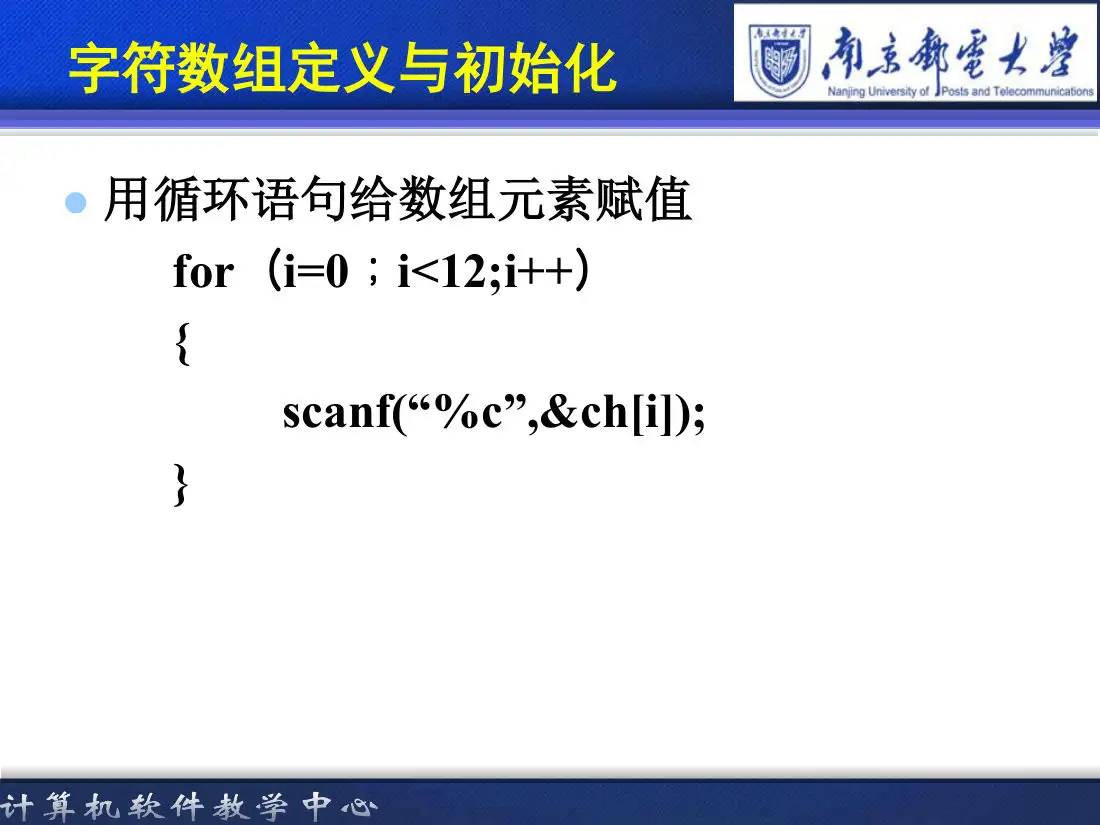 字符数组定义与初始化
南京邮电大学
Nanjing University of Posts and Telecommunications
用循环语句给数组元素赋值
for（i=0；i<12;i++）
{
scanf(“%c”,&ch[i]);
}
计算机软件教学中心